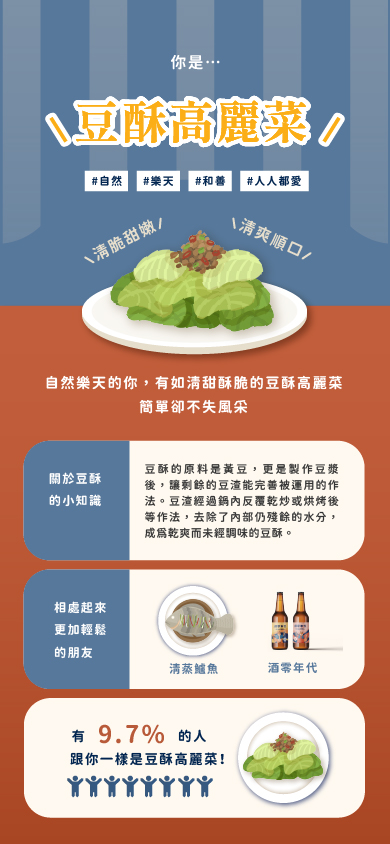 你是…
豆酥高麗菜
#自然 #樂天 #和善 #人人都愛
清脆甜嫩 清爽順口
自然樂天的你，有如清甜酥脆的豆酥高麗菜
簡單卻不失風采
關於豆酥
的小知識
豆酥的原料是黃豆，更是製作豆漿
後，讓剩餘的豆渣能完善被運用的作
法。豆渣經過鍋內反覆乾炒或烘烤後
等作法，去除了內部仍殘餘的水分，
成為乾爽而未經調味的豆酥。
相處起來
更加輕鬆
的朋友
清蒸鱸魚
酒零年代
有 9.7% 的人
跟你一樣是豆酥高麗菜！